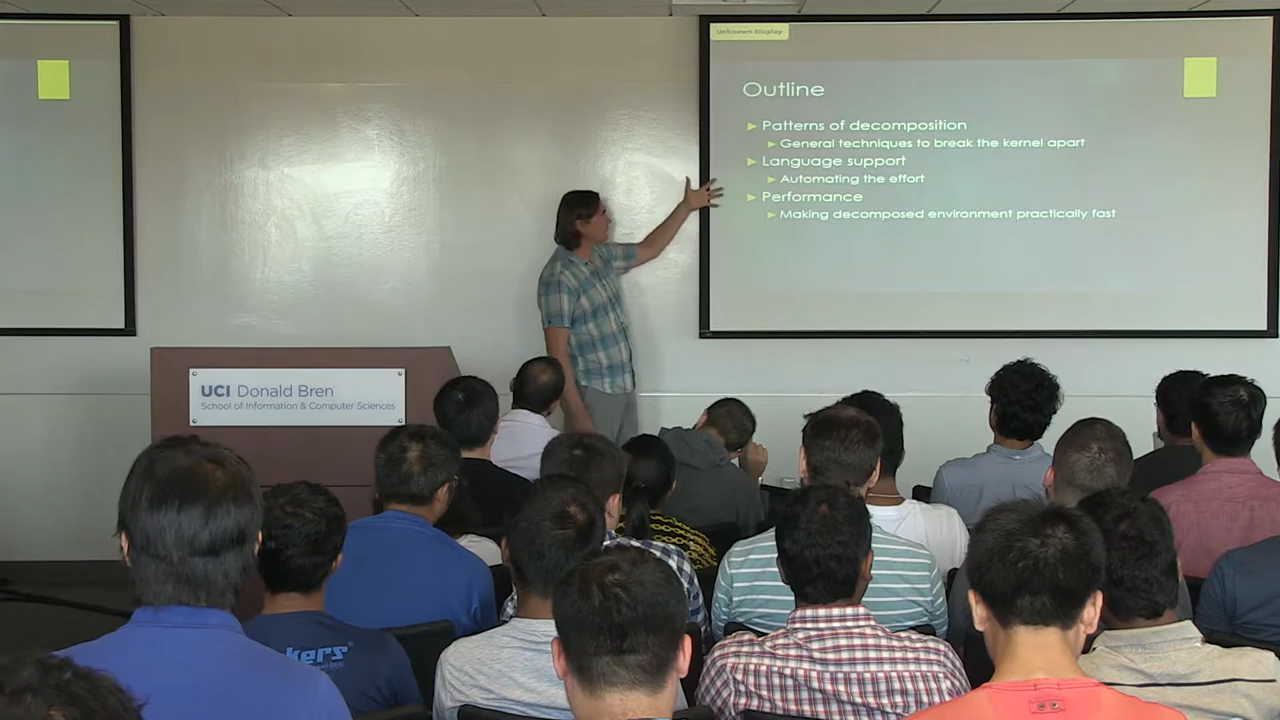 Unknown Display
Outline
Patterns of decomposition
General techniques to break the kernel apart
Language support
Automating the effort
Performance
Making decomposed environment practically fast
UCI Donald Bren
School of Information & Computer Sciences
kers